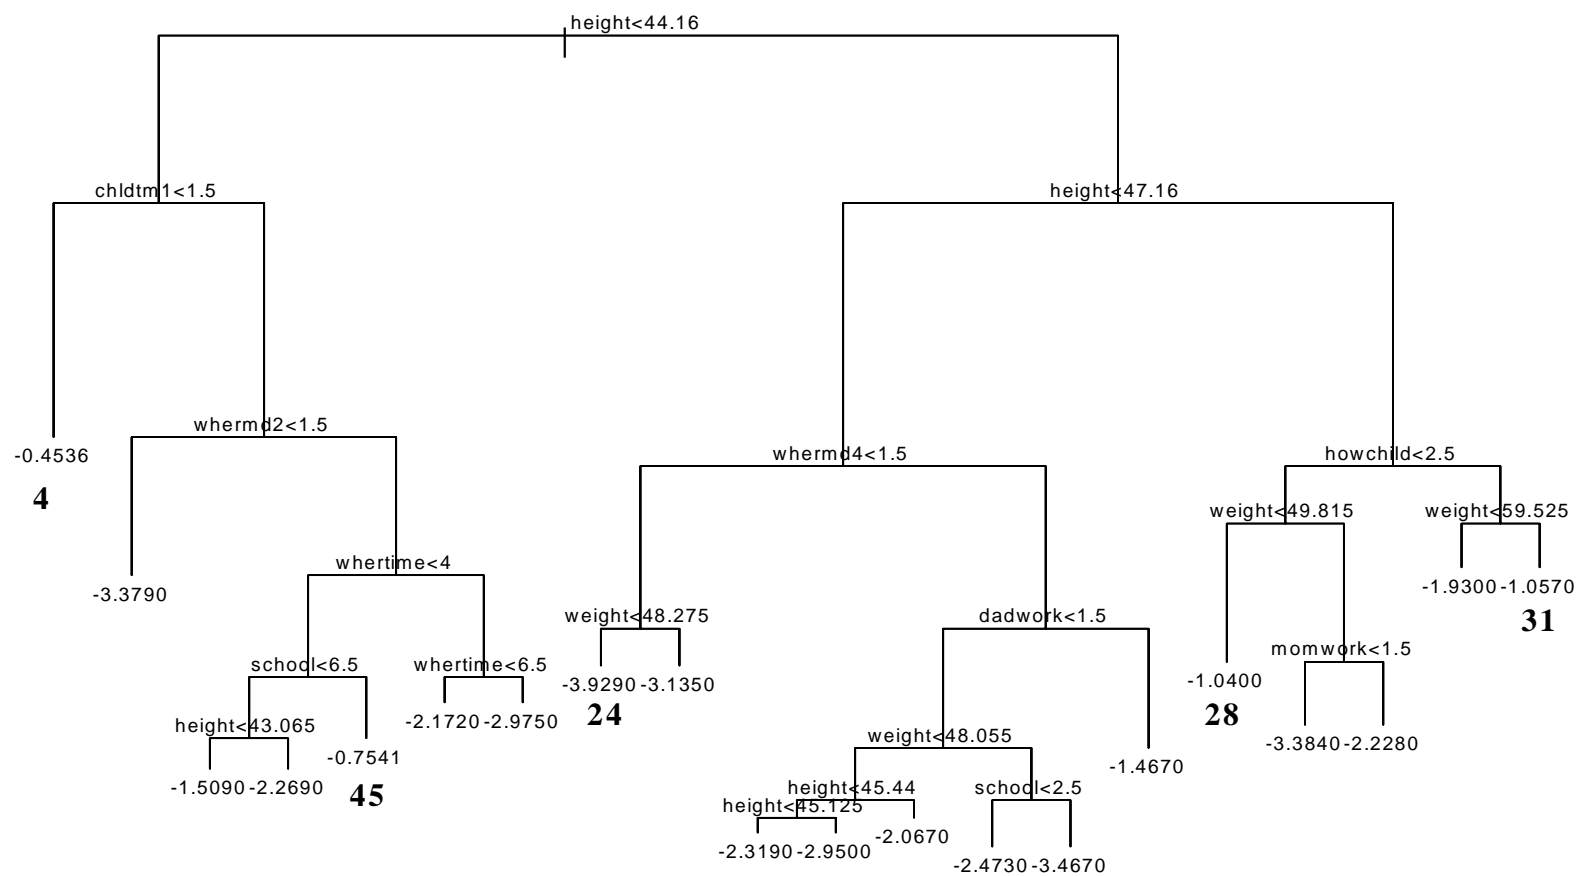 height<44.16
chldtm1<1.5
height<47.16
whermd2<1.5
-0.4536
4
whermd4<1.5
howchild<2.5
weight<49.815
weight<59.525
-3.3790
whertime<4
-1.9300
-1.0570
31
weight<48.275
dadwork<1.5
momwork<1.5
school<6.5
whertime<6.5
-3.9290
-3.1350
24
-1.0400
28
height<43.065
-2.1720
-2.9750
-3.3840
-2.2280
weight<48.055
-0.7541
45
-1.4670
-1.5090
-2.2690
height<45.44
school<2.5
height<45.125
-2.0670
-2.3190
-2.9500
-2.4730
-3.4670